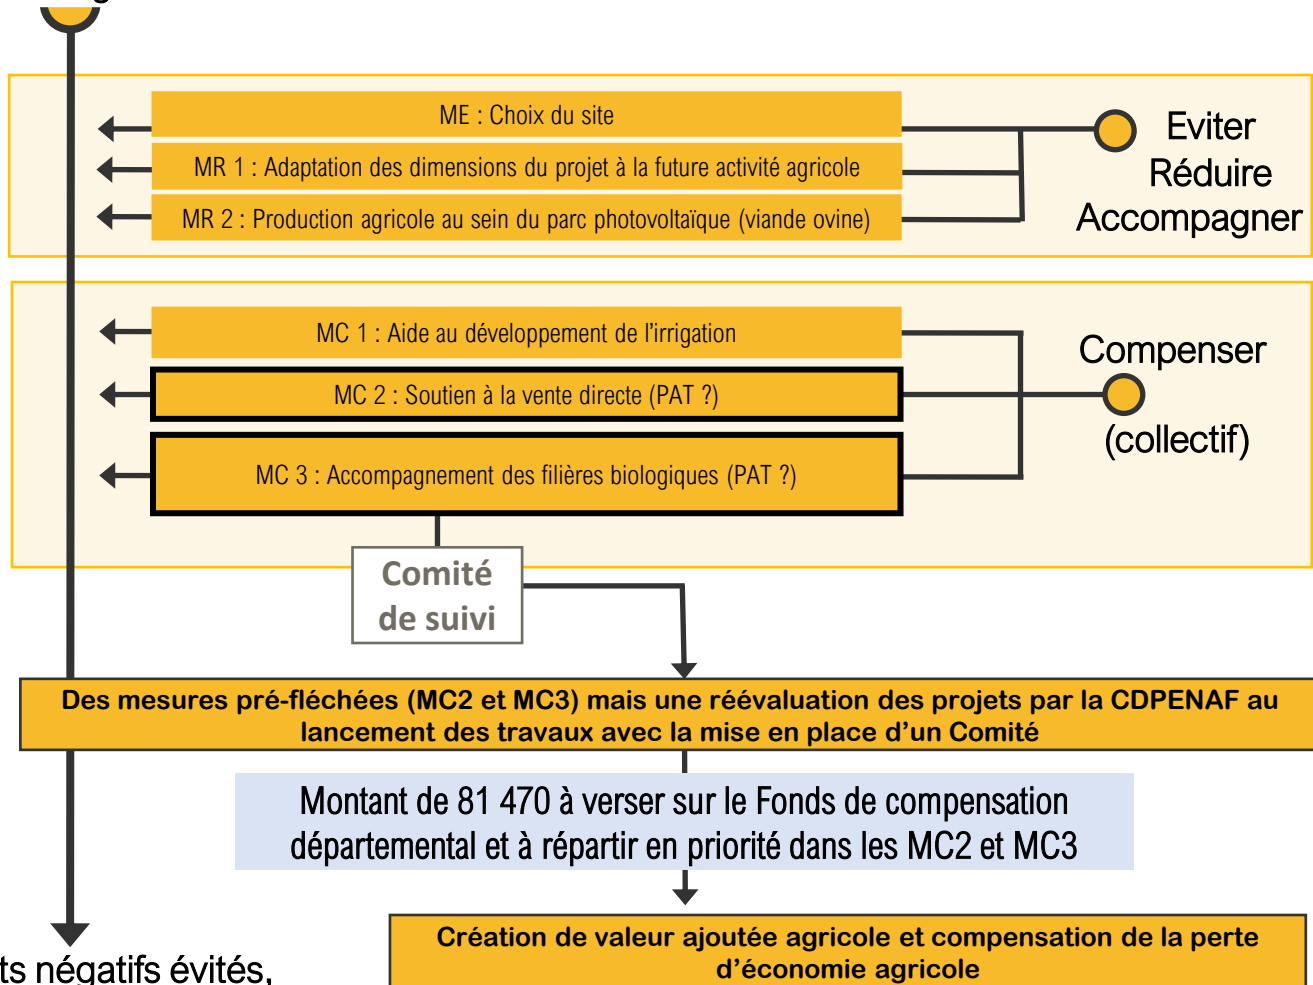 ME : Choix du site
MR 1 : Adaptation des dimensions du projet à la future activité agricole
MR 2 : Production agricole au sein du parc photovoltaïque (viande ovine)
Eviter
Réduire
Accompagner
MC 1 : Aide au développement de l'irrigation
MC 2 : Soutien à la vente directe (PAT ?)
MC 3 : Accompagnement des filières biologiques (PAT ?)
Compenser
(collectif)
Comité
de suivi
Des mesures pré-fléchées (MC2 et MC3) mais une réévaluation des projets par la CDPENAF au
lancement des travaux avec la mise en place d'un Comité
Montant de 81 470 à verser sur le Fonds de compensation
départemental et à répartir en priorité dans les MC2 et MC3
Création de valeur ajoutée agricole et compensation de la perte
d'économie agricole
ts négatifs évités,